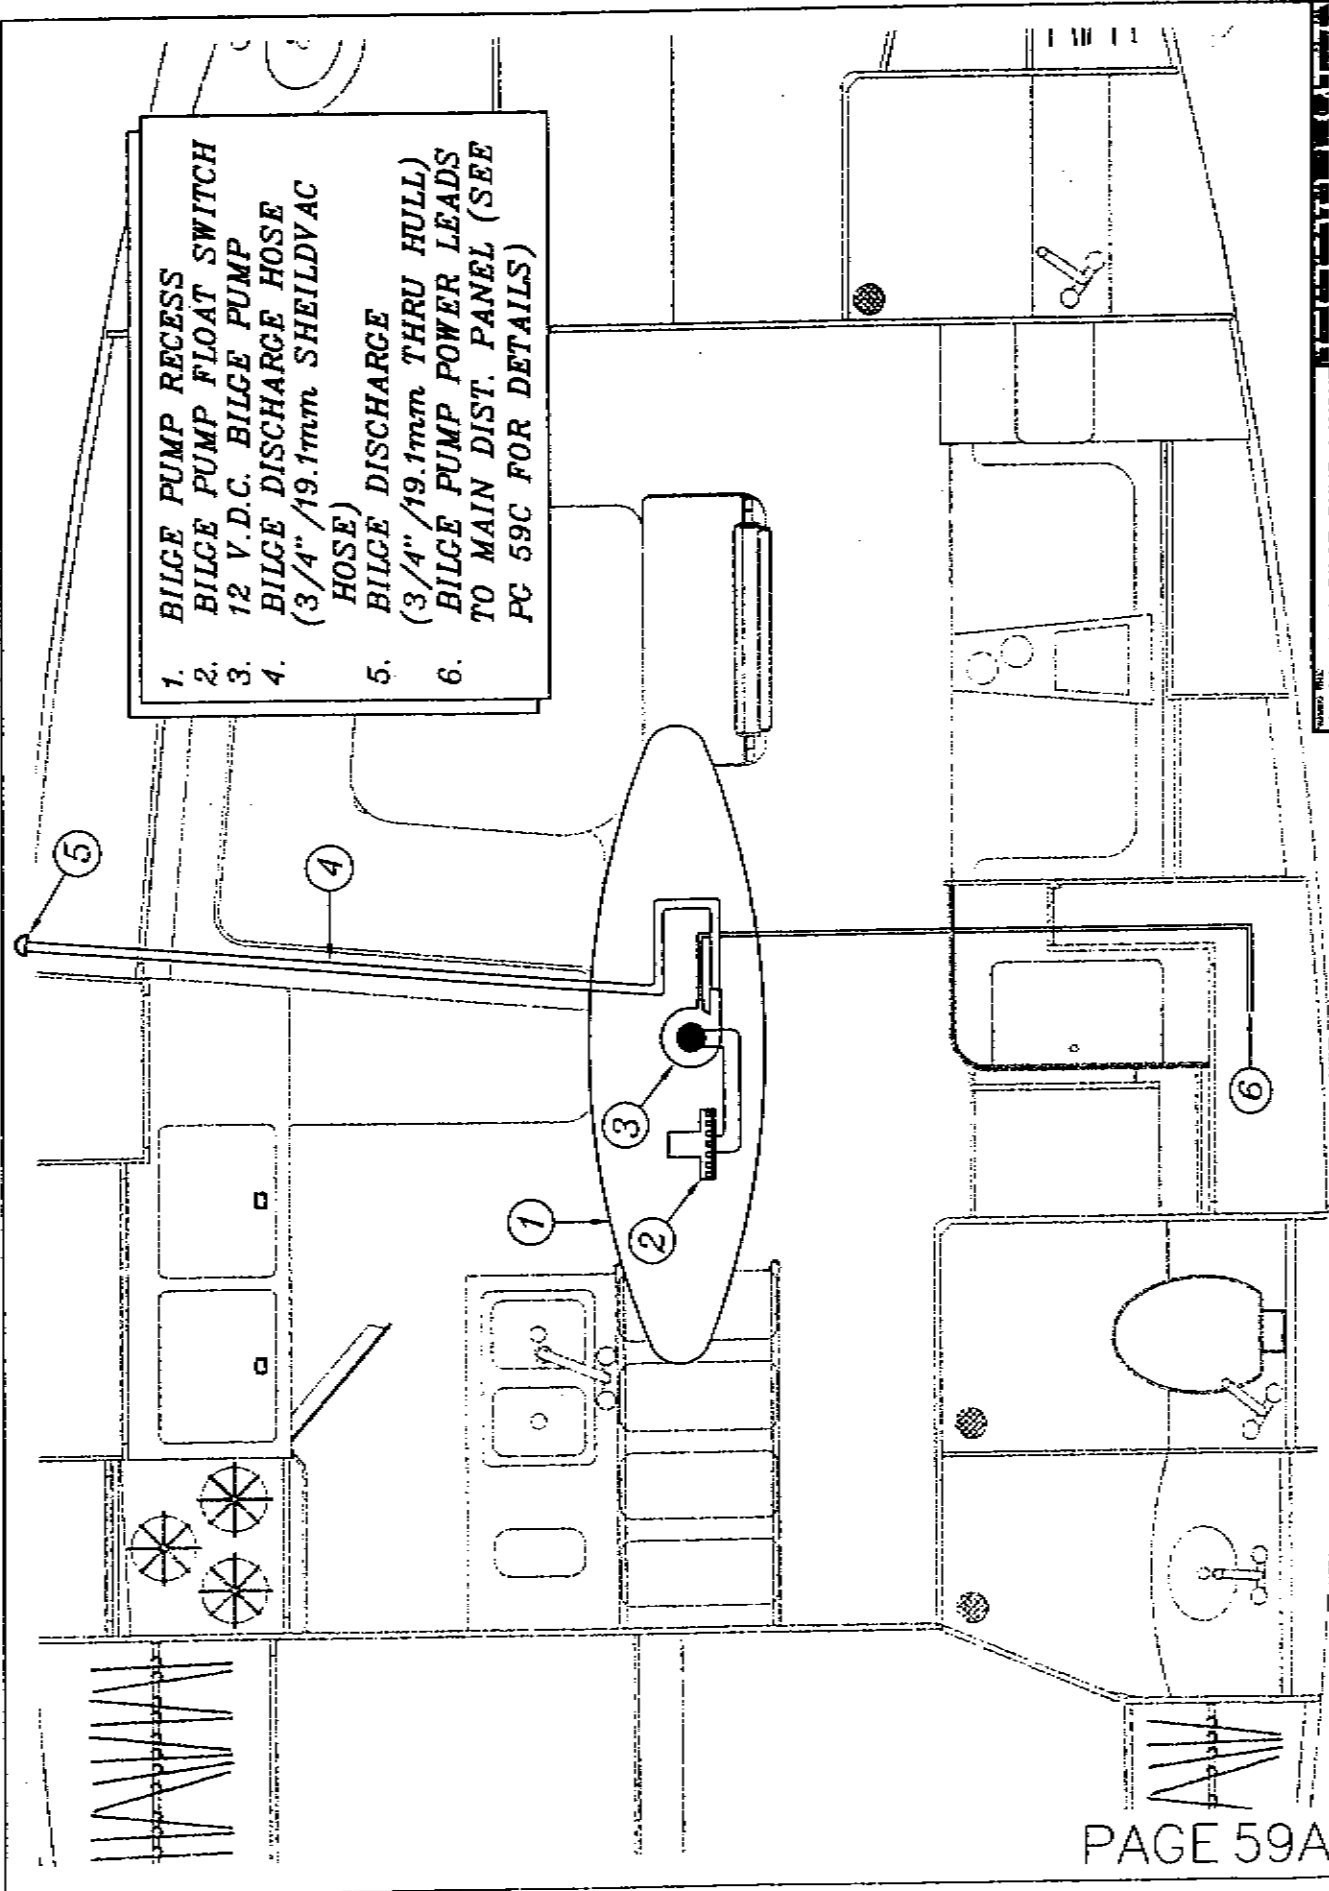 1. BILGE PUMP RECESS
2. BILGE PUMP FLOAT SWITCH
3. 12 V.D.C. BILGE PUMP
4. BILGE DISCHARGE HOSE
(3/4"/19.1mm SHEILDVAC
HOSE)
5. BILGE DISCHARGE
(3/4"/19.1mm THRU HULL)
6. BILGE PUMP POWER LEADS
TO MAIN DIST. PANEL (SEE
PG 59C FOR DETAILS)
5
4
3
1
2
6
PAGE 59A